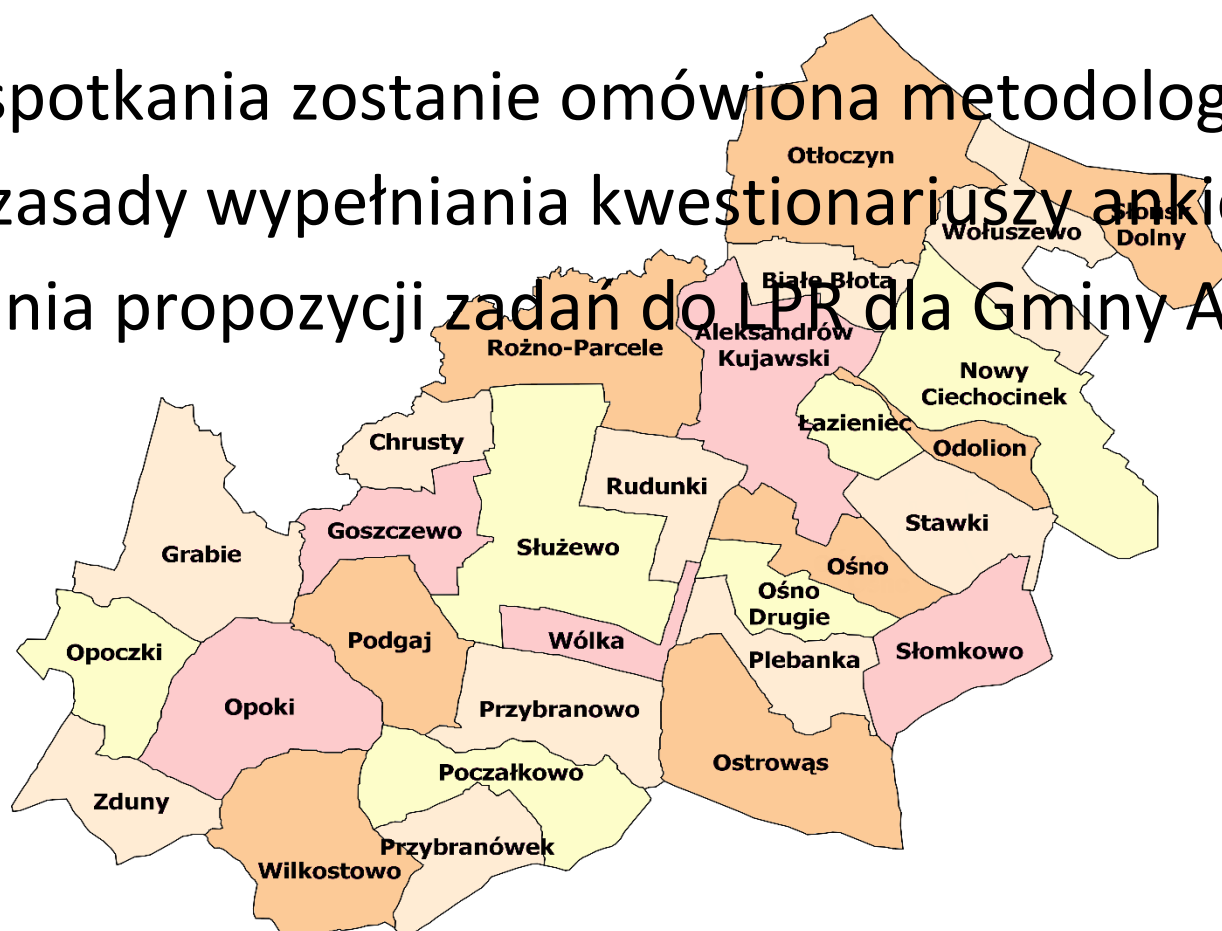 spotkania zostanie omówiona metodolog
zasady wypełniania kwestionariuszy anki
nia propozycji zadań do LPR dla Gminy A
Otłoczyn
Słońsk
Dolny
Wołuszewo
Białe Błota
Aleksandrów
Kujawski
Rożno-Parcele
Nowy
Ciechocinek
Łazieniec
Chrusty
Odolion
Rudunki
Stawki
Goszczewo
Służewo
Grabie
Ośno
Ośno
Drugie
Podgaj
Wólka
Opoczki
Plebanka
Słomkowo
Opoki
Przybranowo
Ostrowąs
Poczałkowo
Zduny
Przybranówek
Wilkostowo